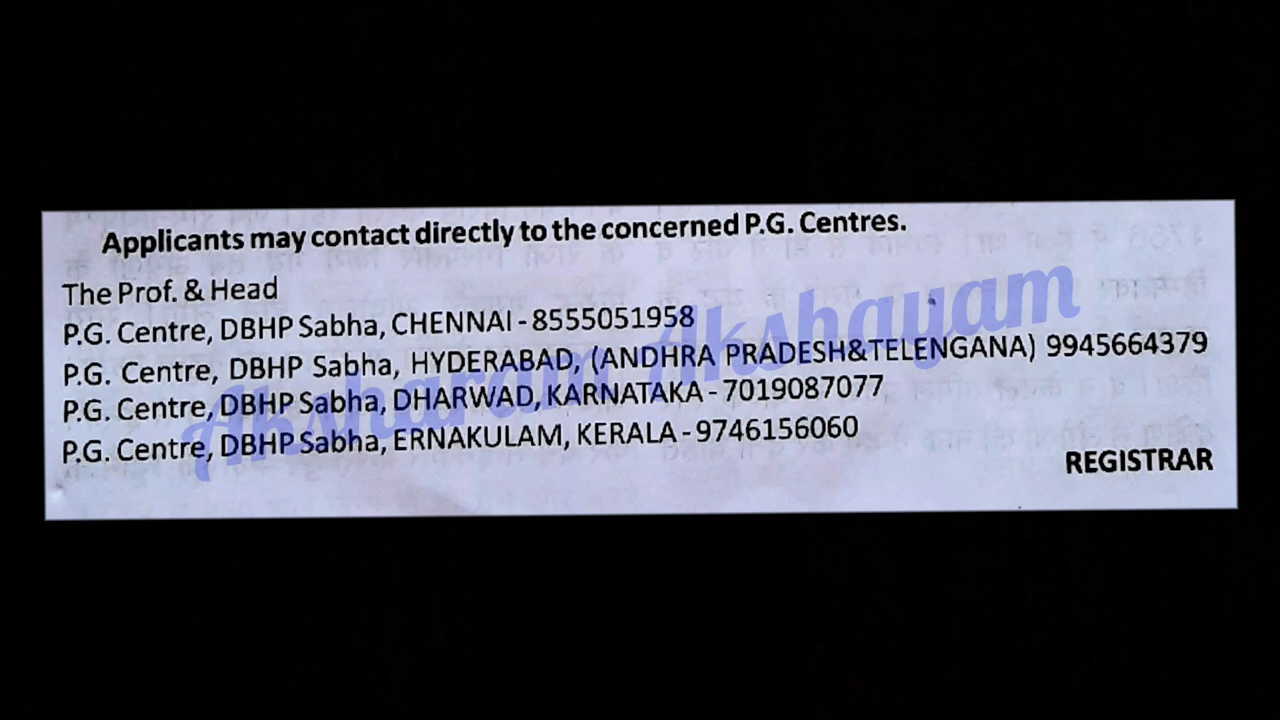 Applicants may contact directly to the concerned P.G. Centres.
The Prof. & Head
P.G. Centre, DBHP Sabha, CHENNAI - 8555051958
P.G. Centre, DBHP Sabha, HYDERABAD, (ANDHRA PRADESH&TELENGANA) 9945664379
P.G. Centre, DBHP Sabha, DHARWAD, KARNATAKA - 7019087077
P.G. Centre, DBHP Sabha, ERNAKULAM, KERALA - 9746156060
REGISTRAR
Aksharam Akshayam